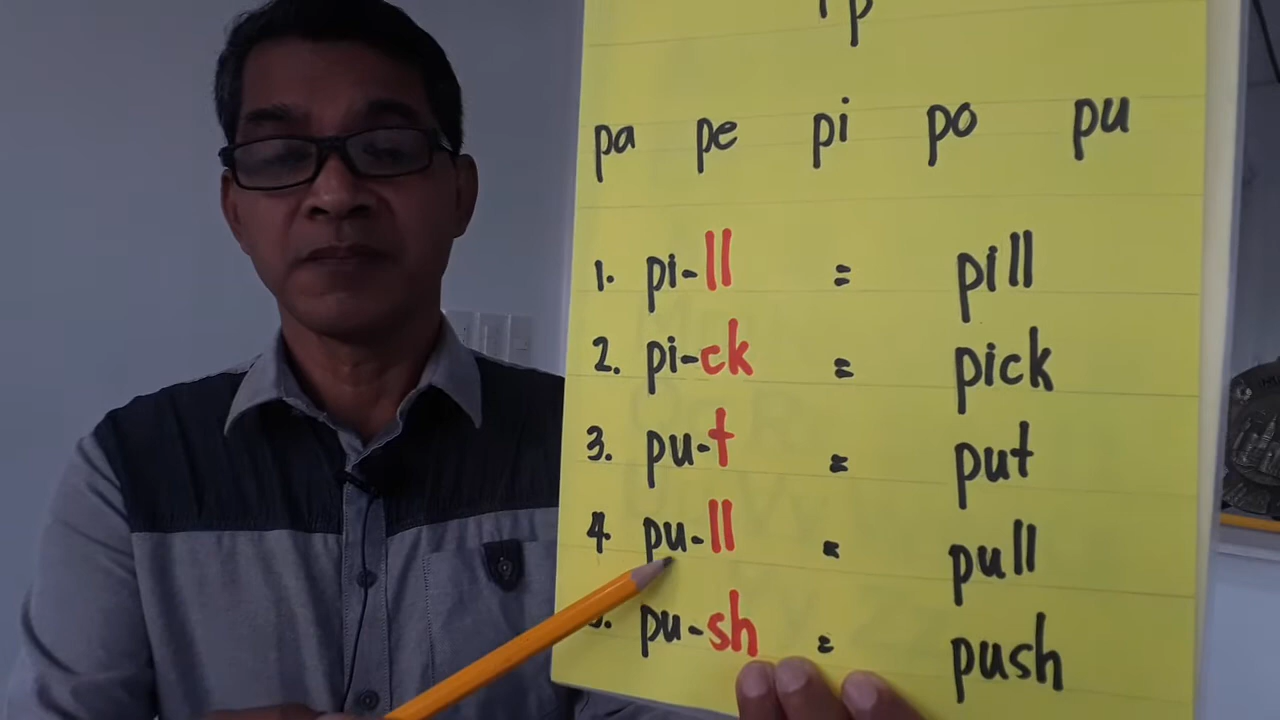 pa pe pi po pu
1. pi-ll = pill
2. pi-ck = pick
3. pu-t = put
4. pu-ll = pull
pu-sh = push